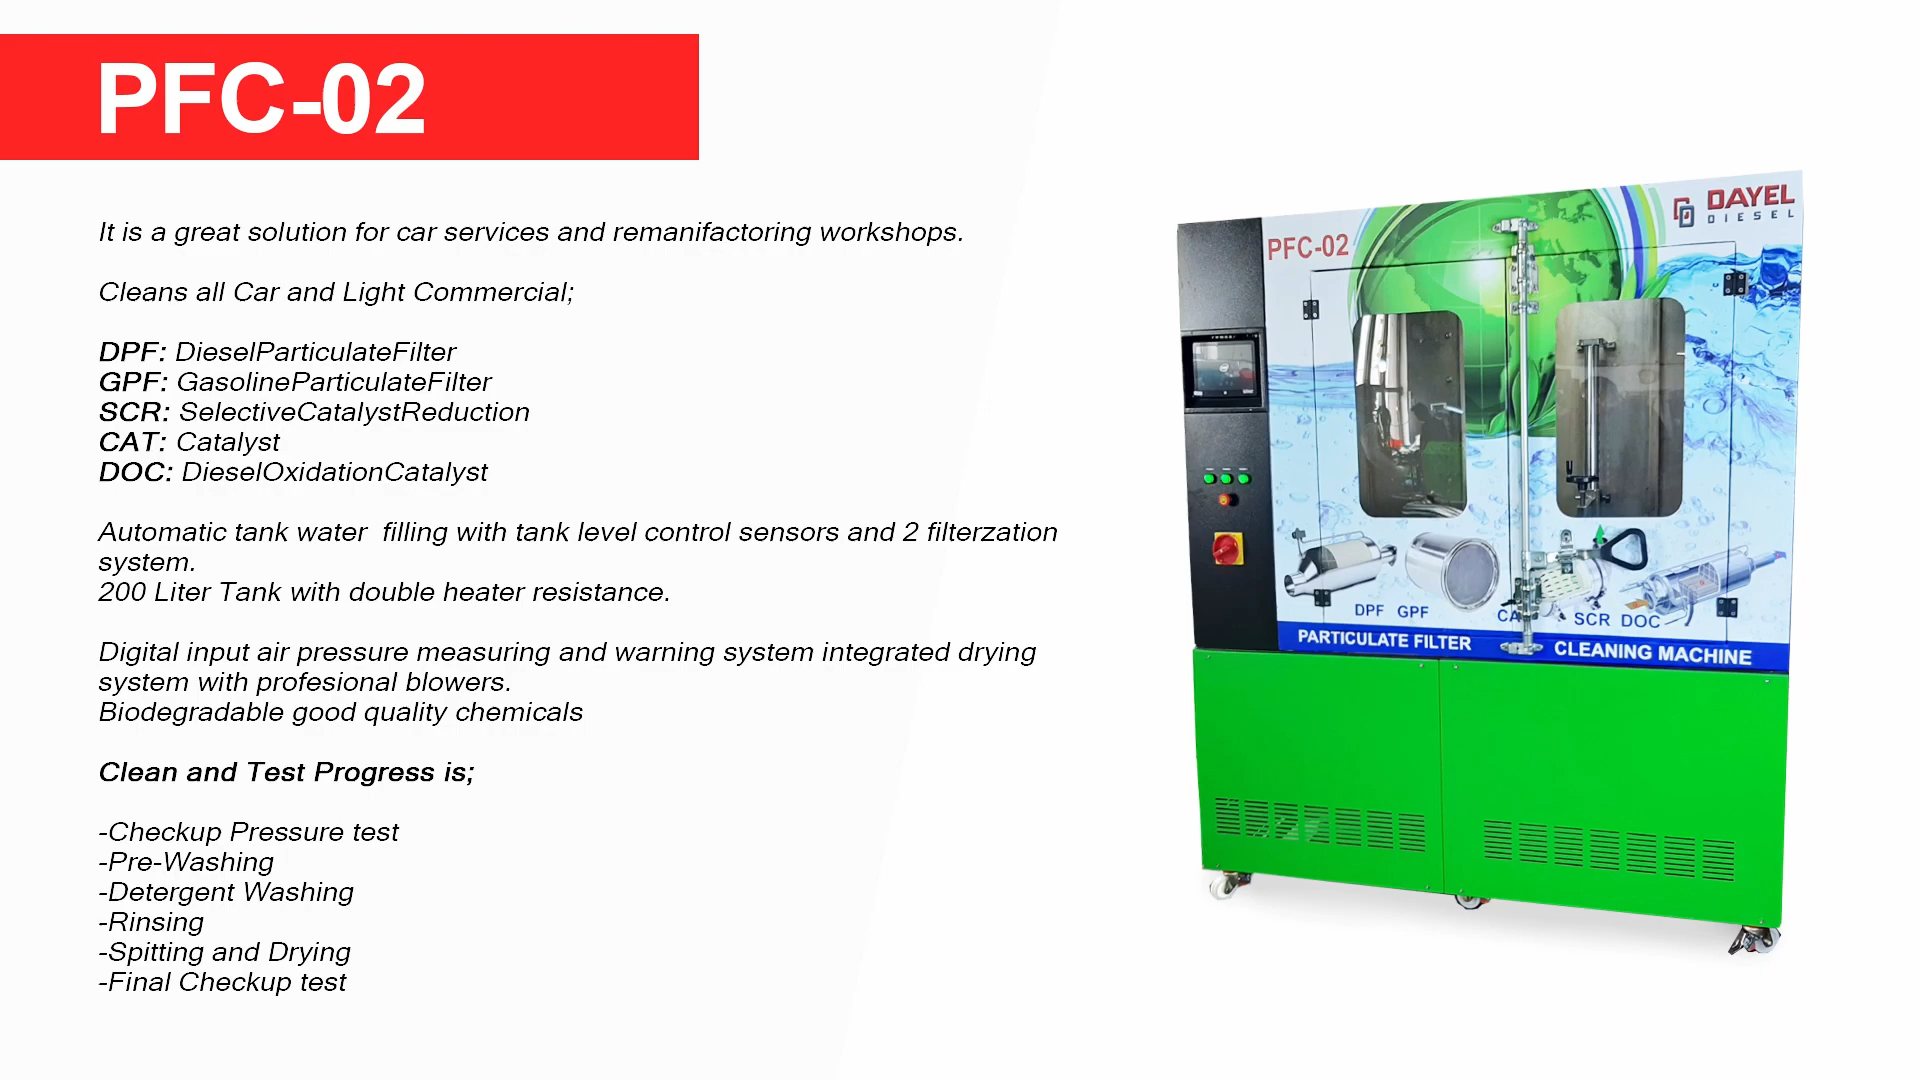 PFC-02
It is a great solution for car services and remanifactoring workshops.
Cleans all Car and Light Commercial;
DPF: DieselParticulateFilter
GPF: GasolineParticulateFilter
SCR: SelectiveCatalystReduction
CAT: Catalyst
DOC: DieselOxidationCatalyst
Automatic tank water  filling with tank level control sensors and 2 filterzation
system.
200 Liter Tank with double heater resistance.
Digital input air pressure measuring and warning system integrated drying
system with profesional blowers.
Biodegradable good quality chemicals
Clean and Test Progress is;
-Checkup Pressure test
-Pre-Washing
-Detergent Washing
-Rinsing
-Spitting and Drying
-Final Checkup test
DAYEL
DIESEL
PFC-02
DPF GPF SCR DOC
PARTICULATE FILTER CLEANING MACHINE